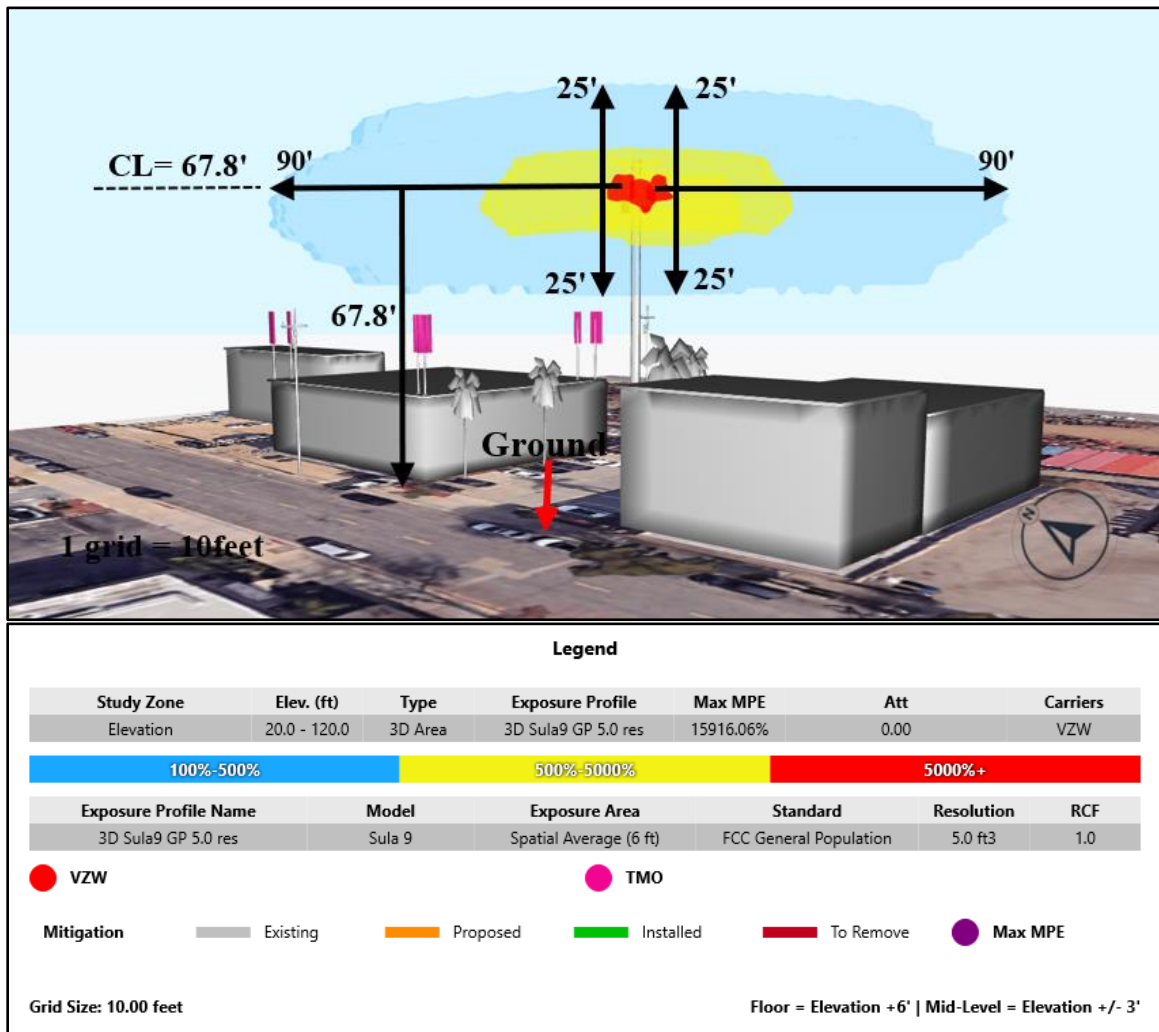 25' 25'
CL= 67.8' 90' 90'
25' 25'
67.8'
Ground
1 grid = 10feet
N
Legend
Study Zone Elev. (ft) Type Exposure Profile Max MPE Att Carriers
Elevation 20.0 - 120.0 3D Area 3D Sula9 GP 5.0 res 15916.06% 0.00 VZW
100%-500% 500%-5000% 5000%+
Exposure Profile Name Model Exposure Area Standard Resolution RCF
3D Sula9 GP 5.0 res Sula 9 Spatial Average (6 ft) FCC General Population 5.0 ft3 1.0
VZW TMO
Mitigation Existing Proposed Installed To Remove Max MPE
Grid Size: 10.00 feet Floor = Elevation +6' | Mid-Level = Elevation +/- 3'